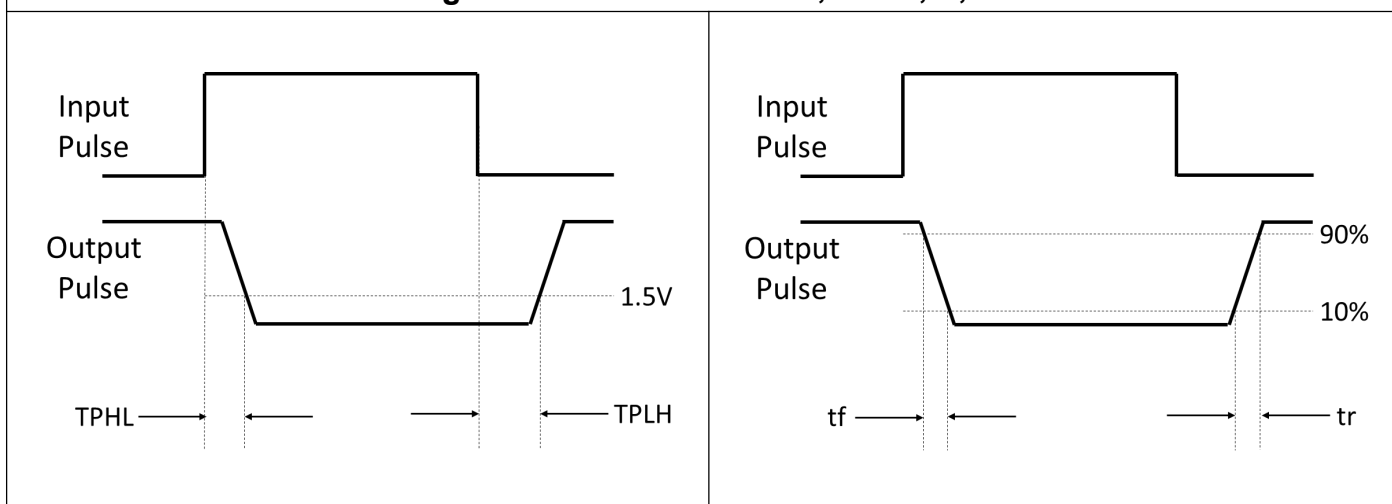 Input
Pulse
Output
Pulse
1.5V
TPHL
TPLH
Input
Pulse
Output
Pulse
90%
10%
tf
tr